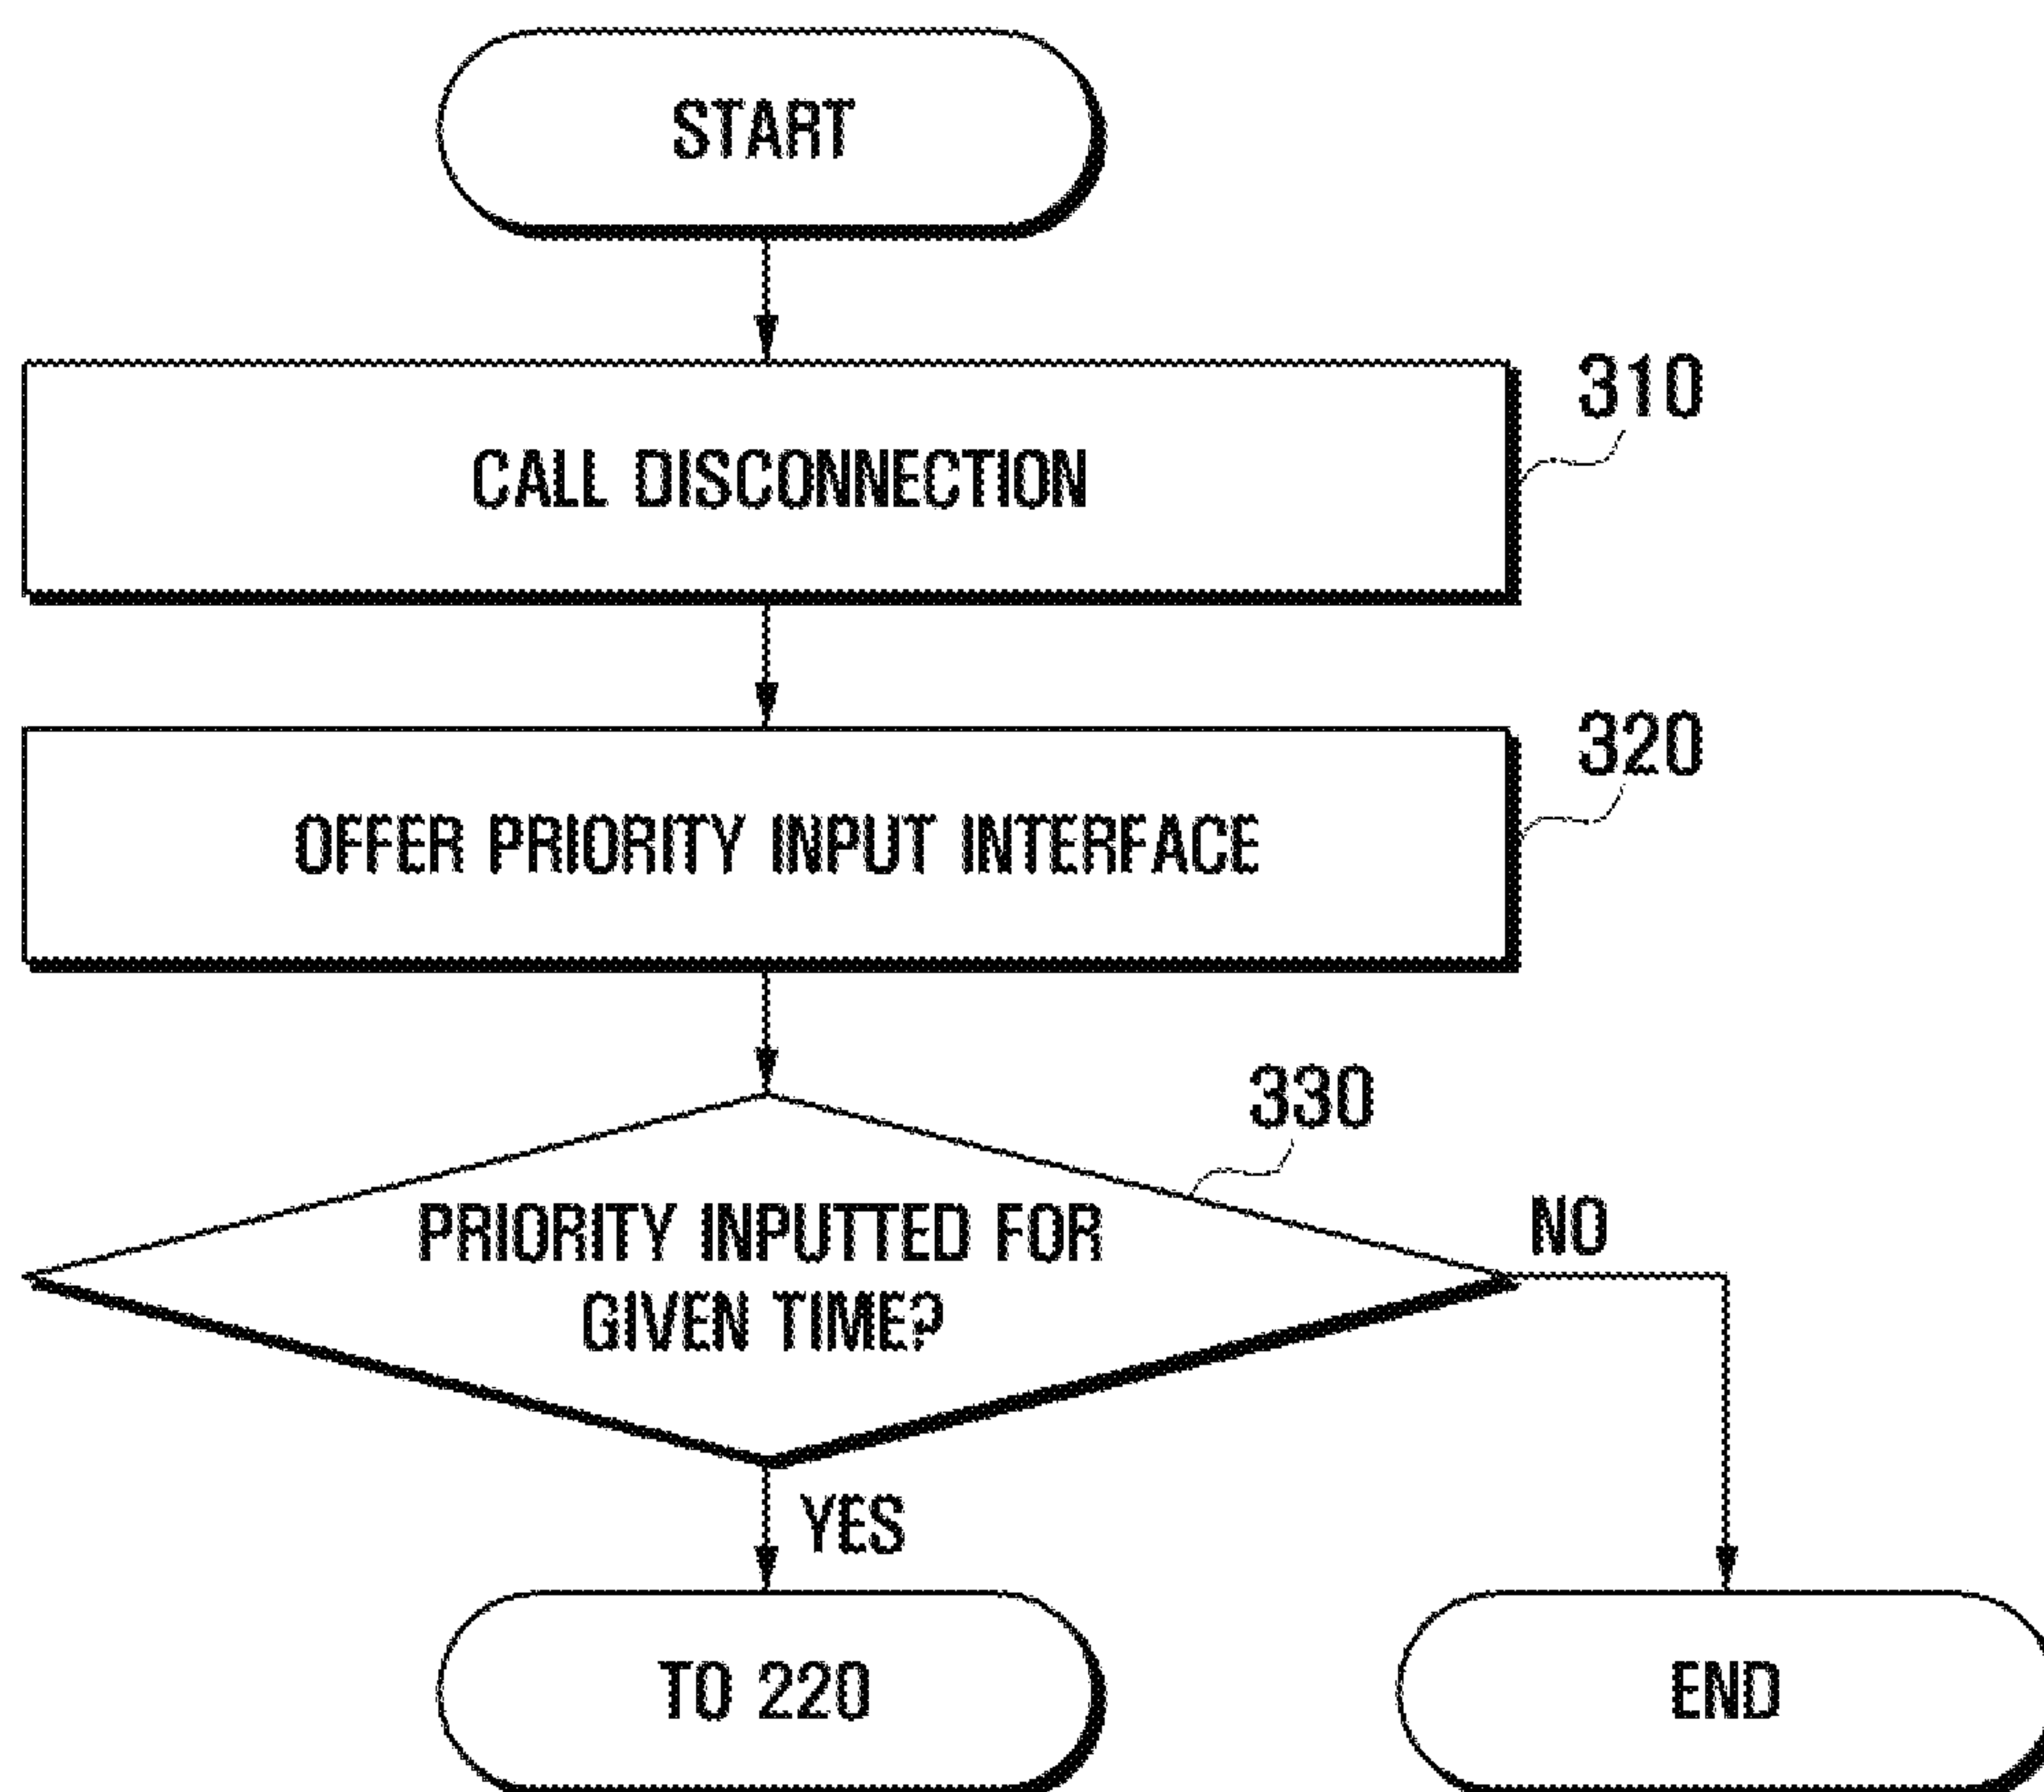 START
310
CALL DISCONNECTION
320
OFFER PRIORITY INPUT INTERFACE
330
PRIORITY INPUTTED FOR
GIVEN TIME?
NO
YES
TO 220
END